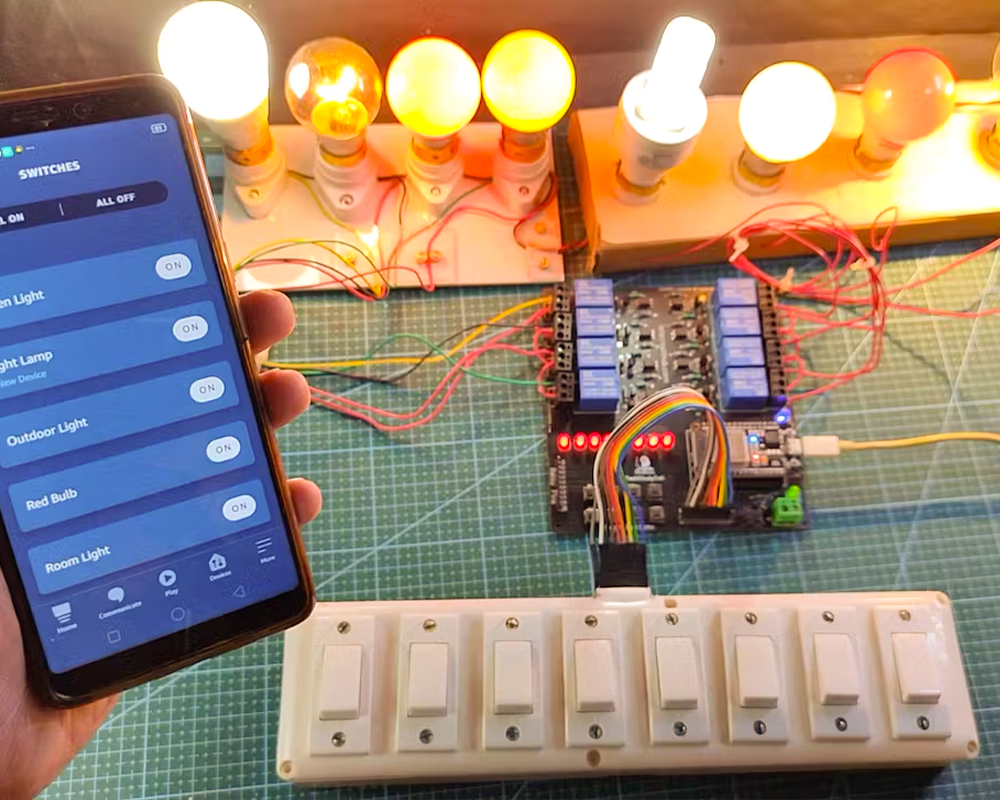 SWITCHES
L ON | ALL OFF
en Light
ON
ght Lamp
New Device
ON
Outdoor Light
ON
Red Bulb
ON
Room Light
ON
Home
Communicate
Play
Devices
More